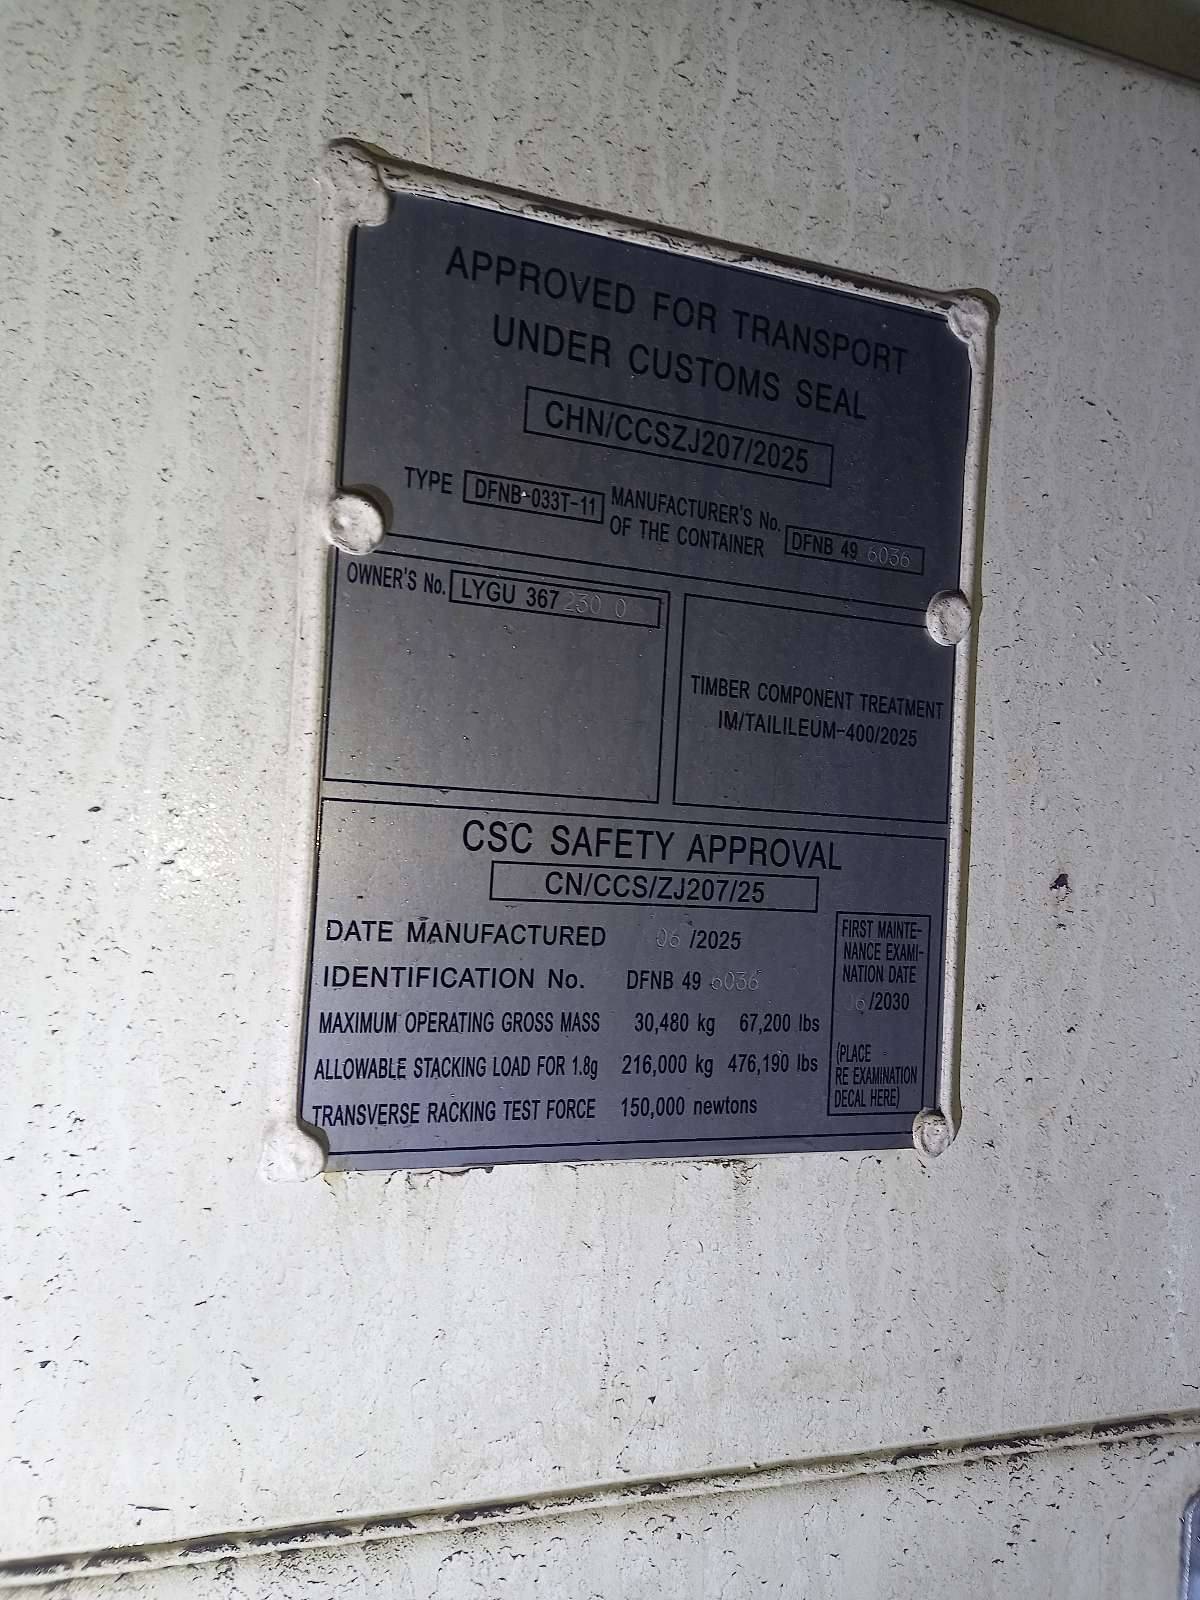 APPROVED FOR TRANSPORT
UNDER CUSTOMS SEAL
CHN/CCSZJ207/2025
TYPE DFNB-033T-11 MANUFACTURER'S No. OF THE CONTAINER DFNB 49 6036
OWNER'S No. LYGU 367 230 0
TIMBER COMPONENT TREATMENT
IM/TAILILEUM-400/2025
CSC SAFETY APPROVAL
CN/CCS/ZJ207/25
DATE MANUFACTURED 06 /2025
IDENTIFICATION No. DFNB 49 6036
MAXIMUM OPERATING GROSS MASS 30,480 kg 67,200 lbs
ALLOWABLE STACKING LOAD FOR 1.8g 216,000 kg 476,190 lbs
TRANSVERSE RACKING TEST FORCE 150,000 newtons
FIRST MAINTE-
NANCE EXAMI-
NATION DATE
06/2030
(PLACE
RE EXAMINATION
DECAL HERE)